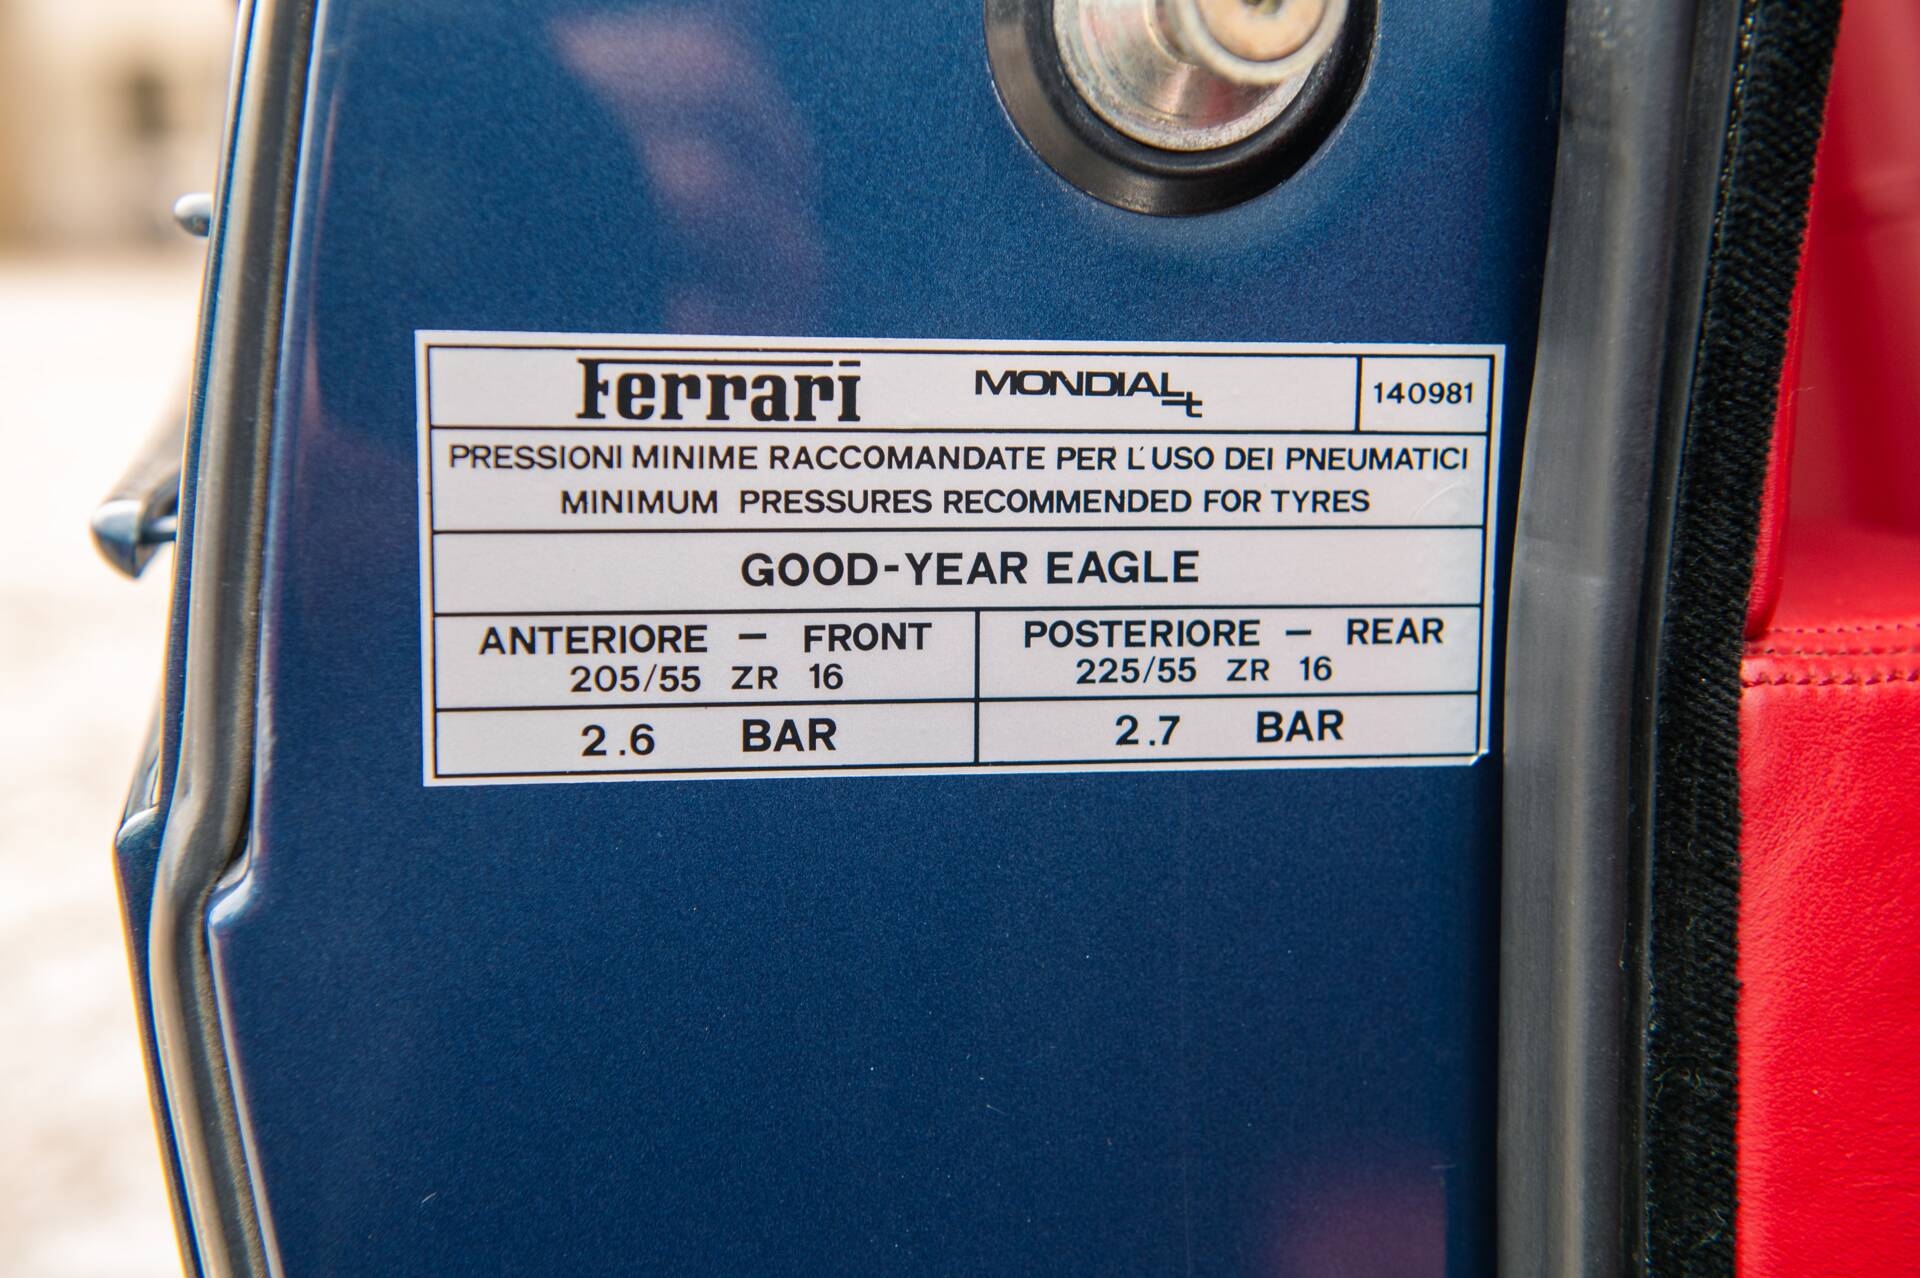 Ferrari MONDIAL t 140981
PRESSIONI MINIME RACCOMANDATE PER L'USO DEI PNEUMATICI
MINIMUM PRESSURES RECOMMENDED FOR TYRES
GOOD-YEAR EAGLE
ANTERIORE – FRONT
205/55 ZR 16
POSTERIORE – REAR
225/55 ZR 16
2.6 BAR
2.7 BAR